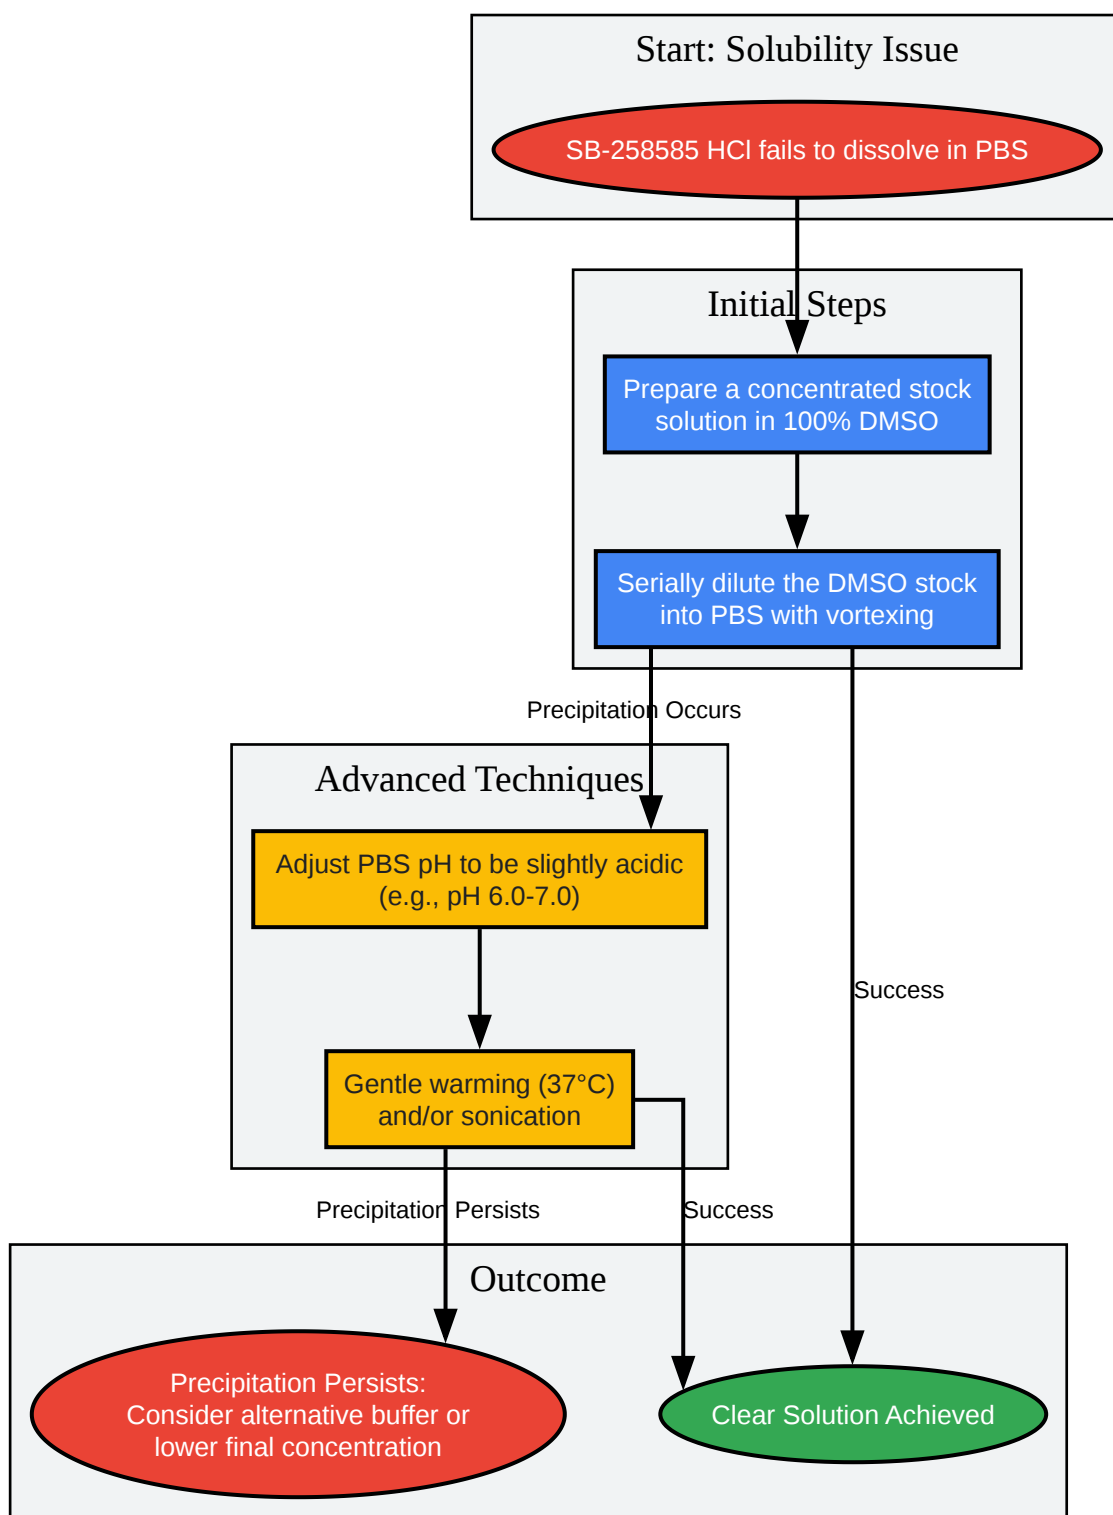 Start: Solubility Issue
SB-258585 HCl fails to dissolve in PBS
Initial Steps
Prepare a concentrated stock
solution in 100% DMSO
Serially dilute the DMSO stock
into PBS with vortexing
Precipitation Occurs
Advanced Techniques
Adjust PBS pH to be slightly acidic
(e.g., pH 6.0-7.0)
Success
Gentle warming (37°C)
and/or sonication
Precipitation Persists
Success
Outcome
Precipitation Persists:
Consider alternative buffer or
lower final concentration
Clear Solution Achieved